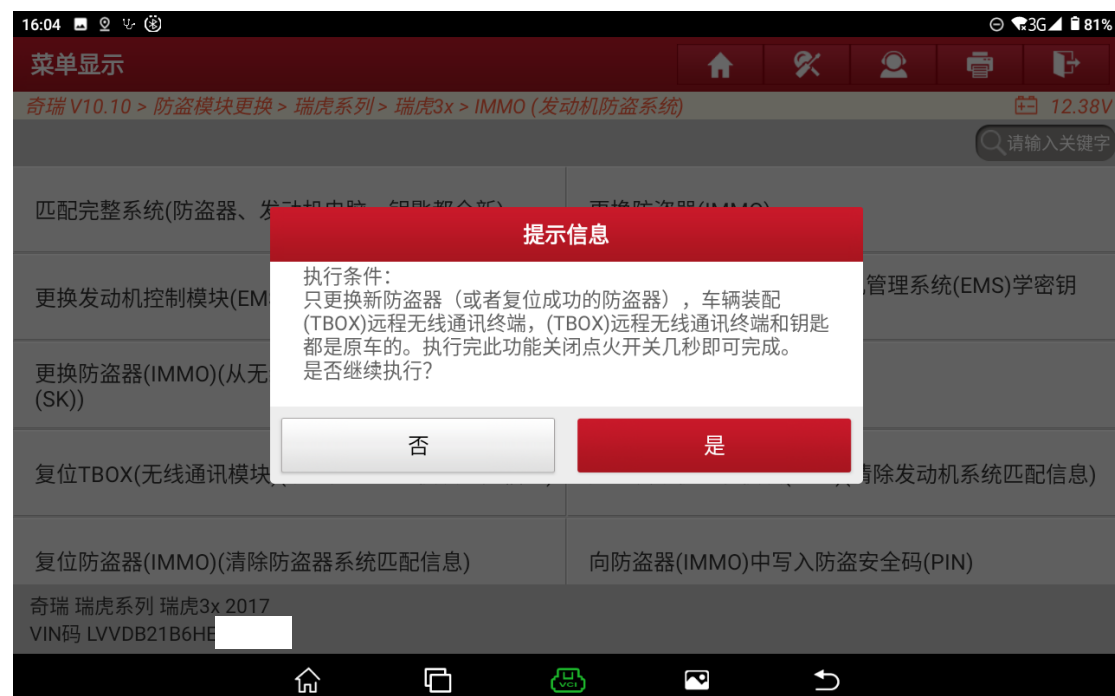 16:04
3G 81%
菜单显示
奇瑞 V10.10 > 防盗模块更换 > 瑞虎系列 > 瑞虎3x > IMMO (发动机防盗系统)
12.38V
请输入关键字
匹配完整系统(防盗器、发
提示信息
执行条件:
只更换新防盗器（或者复位成功的防盗器）, 车辆装配
(TBOX)远程无线通讯终端，(TBOX)远程无线通讯终端和钥匙
都是原车的。执行完此功能关闭点火开关几秒即可完成。
是否继续执行?
否
是
更换发动机控制模块(EM
管理系统(EMS)学密钥
更换防盗器(IMMO)(从无
(SK))
复位TBOX(无线通讯模块
清除发动机系统匹配信息)
复位防盗器(IMMO)(清除防盗器系统匹配信息)
向防盗器(IMMO)中写入防盗安全码(PIN)
奇瑞 瑞虎系列 瑞虎3x 2017
VIN码 LVVDB21B6HE
VCI